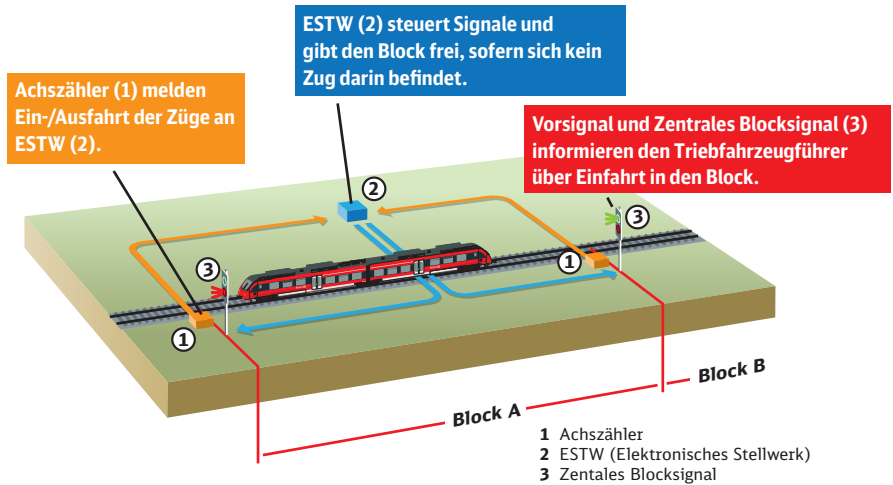 ESTW (2) steuert Signale und
gibt den Block frei, sofern sich kein
Zug darin befindet.
Achszähler (1) melden
Ein-/Ausfahrt der Züge an
ESTW (2).
Vorsignal und Zentrales Blocksignal (3)
informieren den Triebfahrzeugführer
über Einfahrt in den Block.
2
3
3
1
1
Block B
Block A
1 Achszähler
2 ESTW (Elektronisches Stellwerk)
3 Zentales Blocksignal